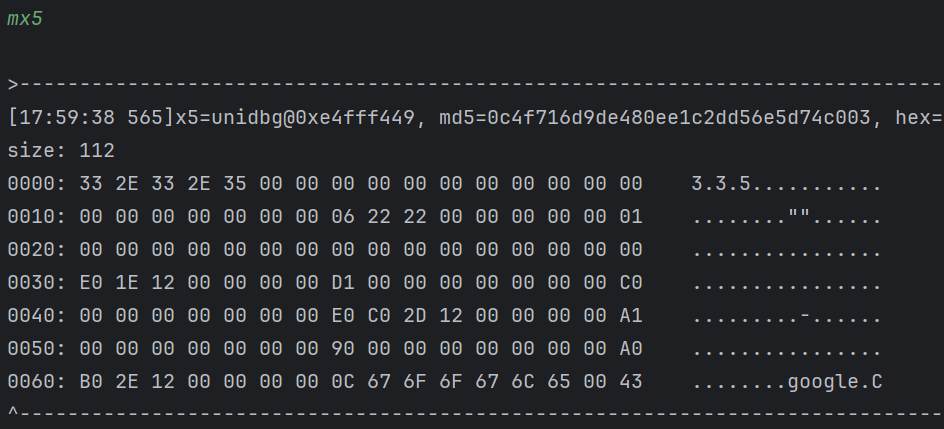 mx5
>-----------------------------------------------------------------------------
[17:59:38 565]x5=unidbg@0xe4fff449, md5=0c4f716d9de480ee1c2dd56e5d74c003, hex=
size: 112
0000: 33 2E 33 2E 35 00 00 00 00 00 00 00 00 00 00 00    3.3.5...........
0010: 00 00 00 00 00 00 00 06 22 22 00 00 00 00 00 01    ........""......
0020: 00 00 00 00 00 00 00 00 00 00 00 00 00 00 00 00    ................
0030: E0 1E 12 00 00 00 00 D1 00 00 00 00 00 00 00 C0    ................
0040: 00 00 00 00 00 00 00 E0 C0 2D 12 00 00 00 00 A1    .........-......
0050: 00 00 00 00 00 00 00 90 00 00 00 00 00 00 00 A0    ................
0060: B0 2E 12 00 00 00 00 0C 67 6F 6F 67 6C 65 00 43    ........google.C
^-----------------------------------------------------------------------------